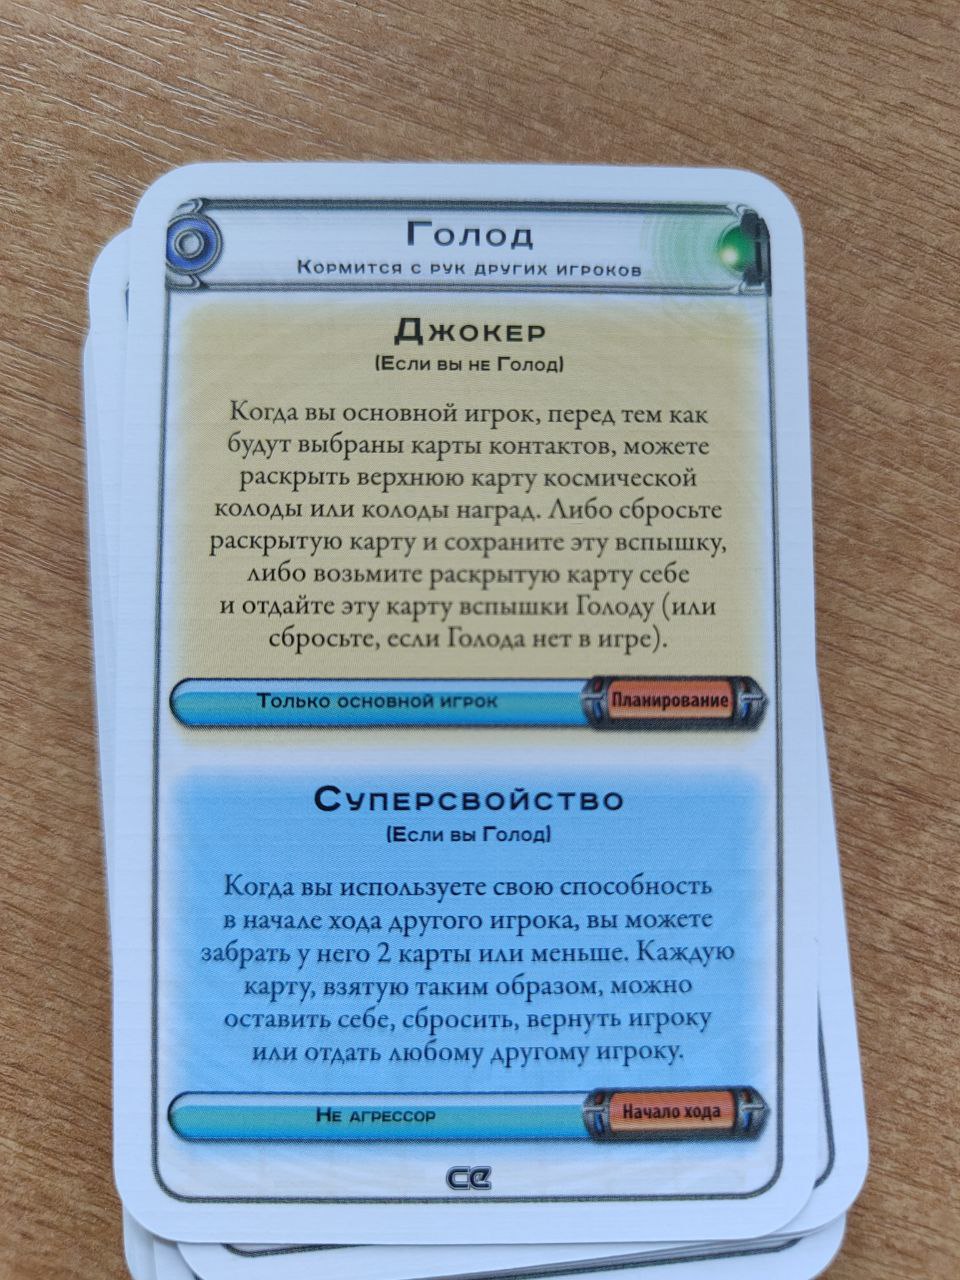 Голод
Кормится с рук других игроков
Джокер
(Если вы не Голод)
Когда вы основной игрок, перед тем как
будут выбраны карты контактов, можете
раскрыть верхнюю карту космической
колоды или колоды наград. Либо сбросьте
раскрытую карту и сохраните эту вспышку,
либо возьмите раскрытую карту себе
и отдайте эту карту вспышки Голоду (или
сбросьте, если Голода нет в игре).
Только основной игрок Планирование
Суперсвойство
(Если вы Голод)
Когда вы используете свою способность
в начале хода другого игрока, вы можете
забрать у него 2 карты или меньше. Каждую
карту, взятую таким образом, можно
оставить себе, сбросить, вернуть игроку
или отдать любому другому игроку.
Не агрессор Начало хода